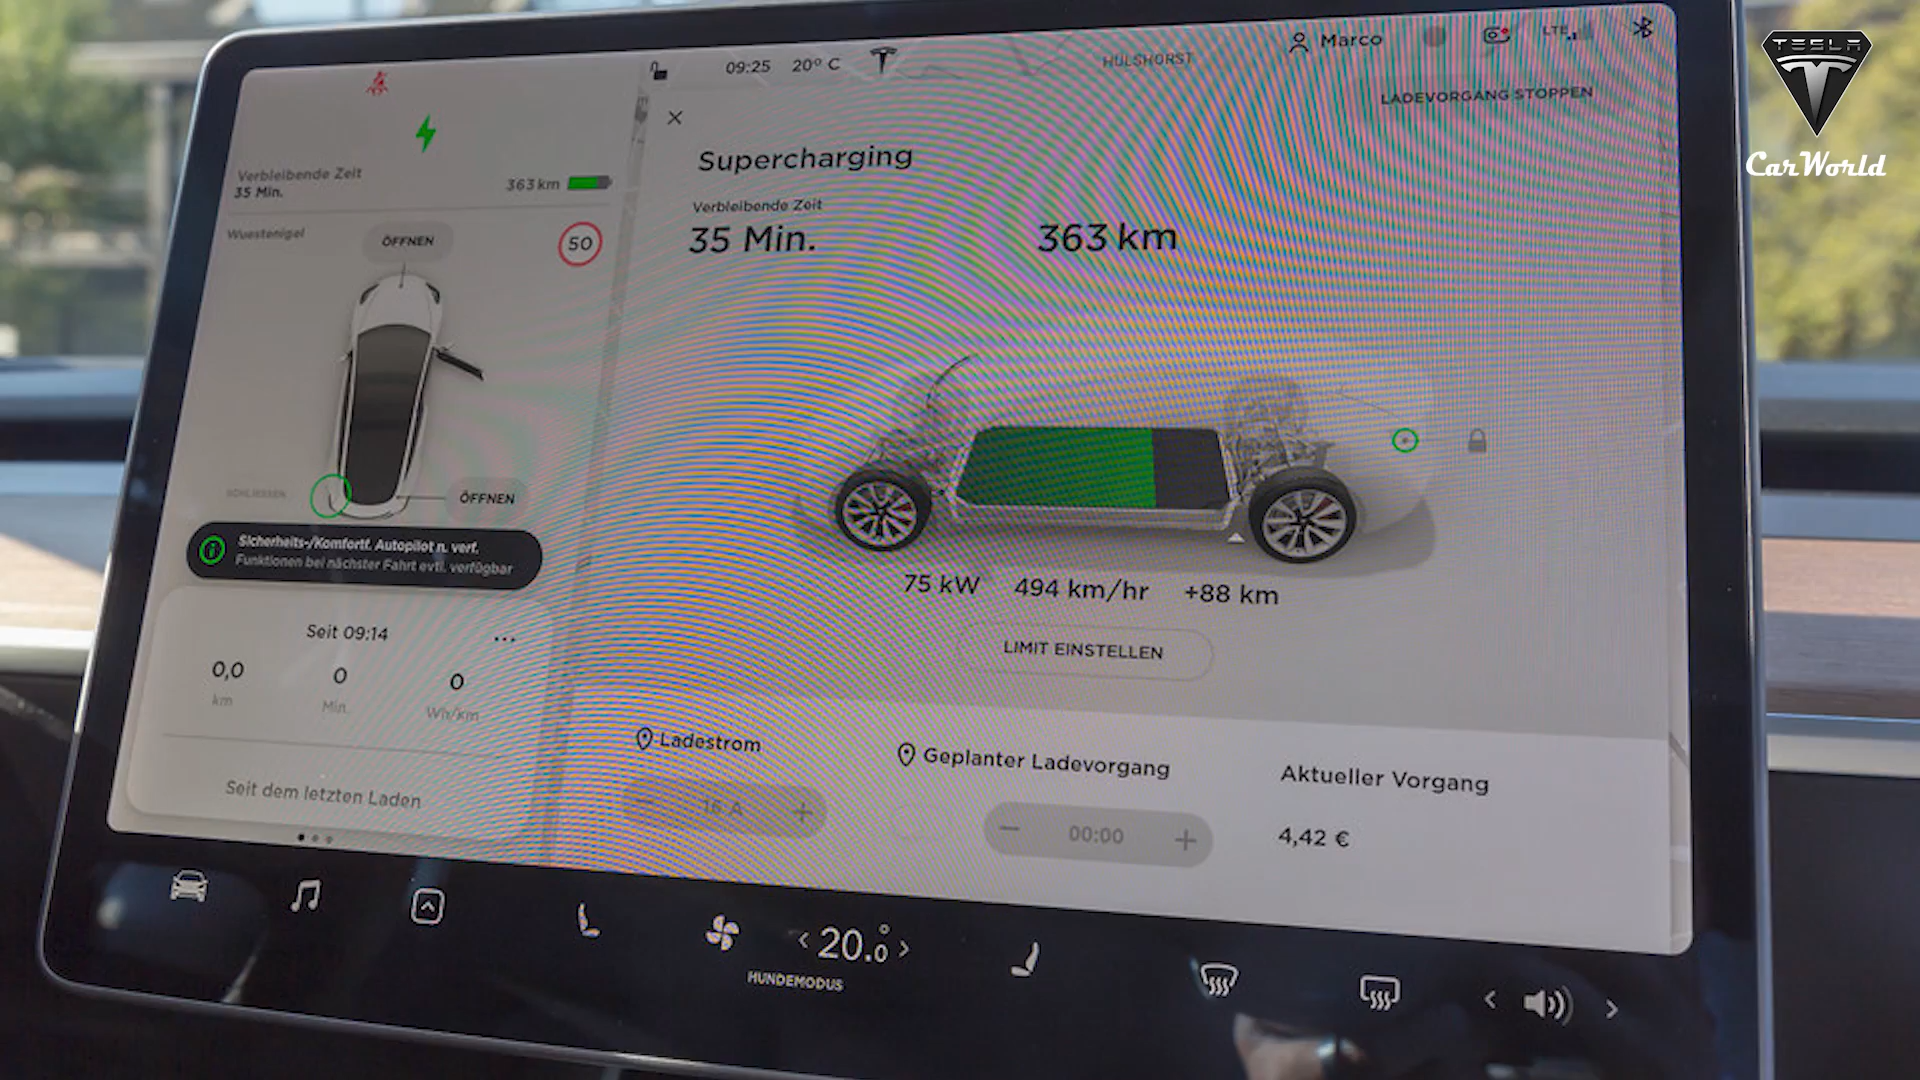 09:25
20° C
HULSHORST
Marco
LTE
LADEVORGANG STOPPEN
TESLA
CarWorld
Verbleibende Zeit
35 Min.
363 km
Wuestenigel
ÖFFNEN
50
SCHLIESSEN
ÖFFNEN
Sicherheits-/Komfortf. Autopilot n. verf.
Funktionen bei nächster Fahrt evtl. verfügbar
Seit 09:14
0,0
0
0
km
Min.
Wh/km
Seit dem letzten Laden
Supercharging
Verbleibende Zeit
35 Min.
363 km
75 kW
494 km/hr
+88 km
LIMIT EINSTELLEN
Ladestrom
Geplanter Ladevorgang
Aktueller Vorgang
16 A
00:00
4,42 €
20.0°
HUNDEMODUS